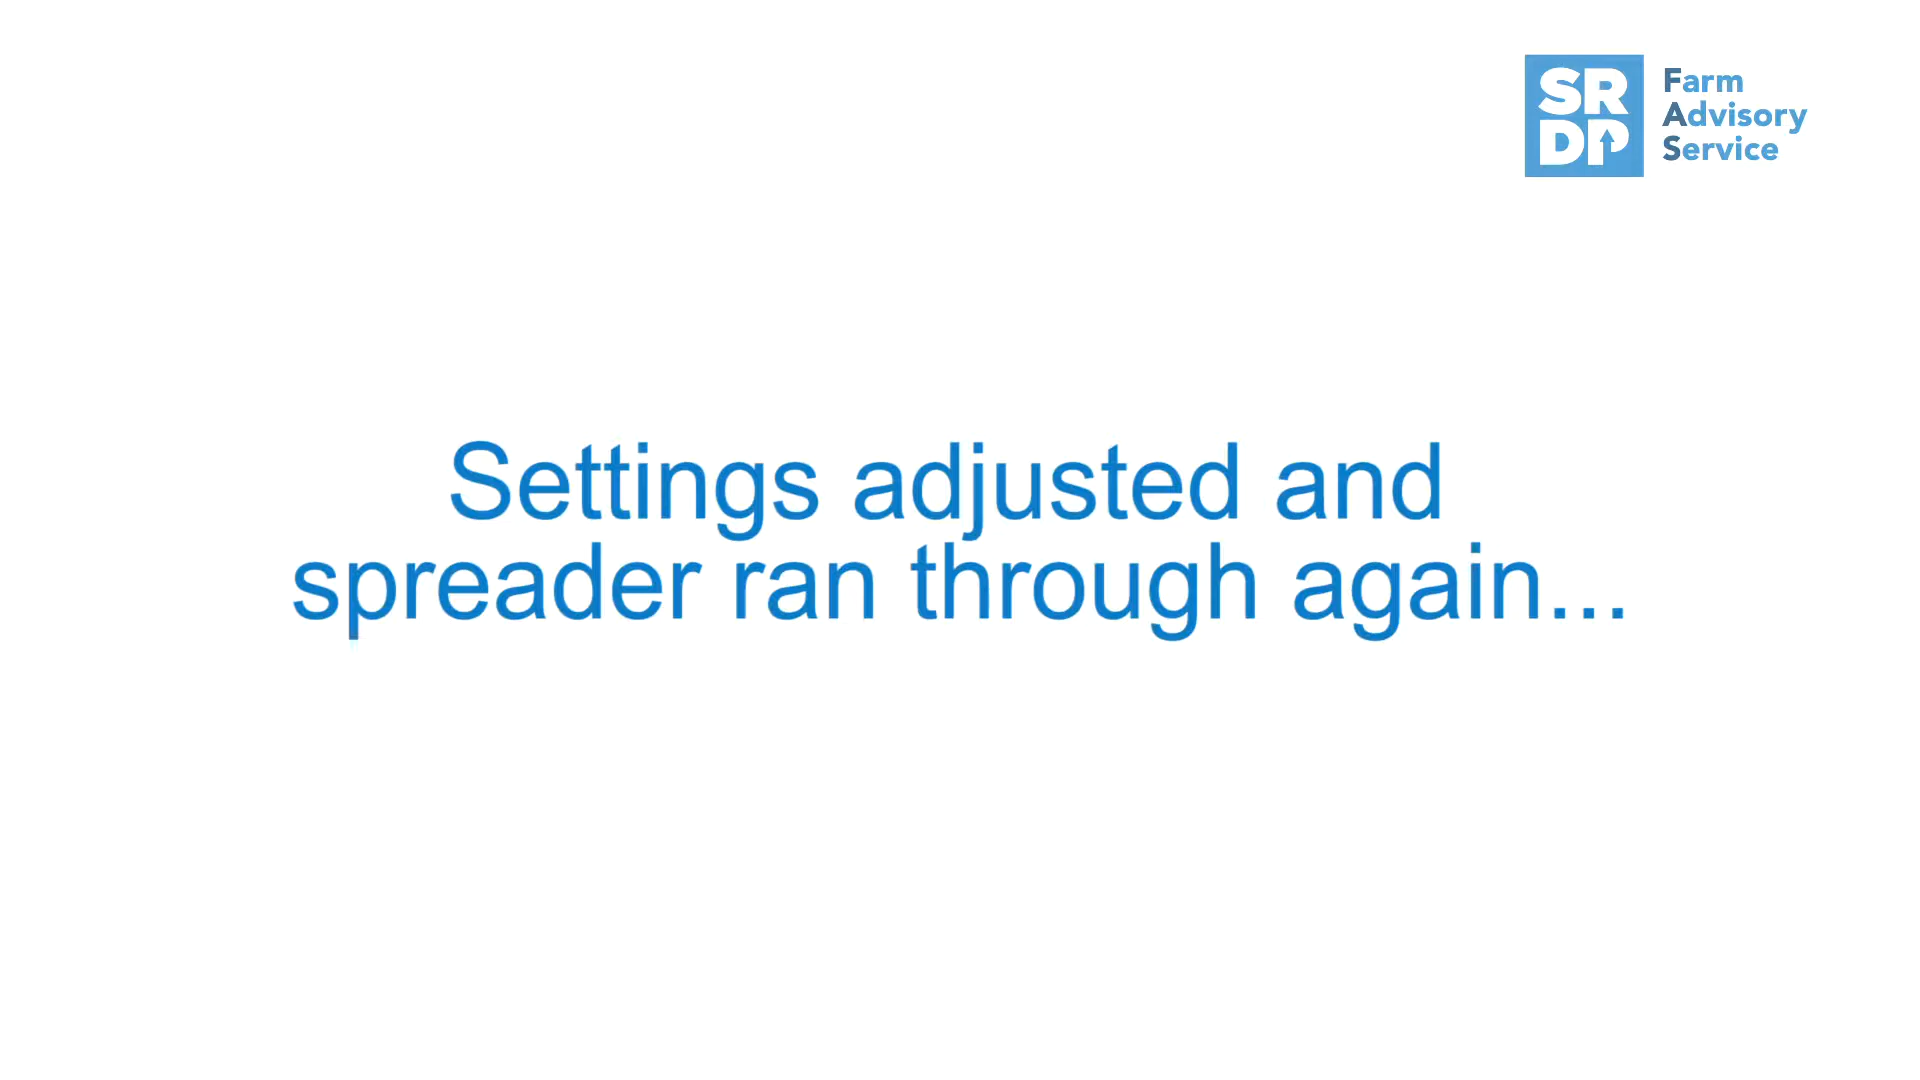 SR
DP
Farm
Advisory
Service
Settings adjusted and
spreader ran through again...